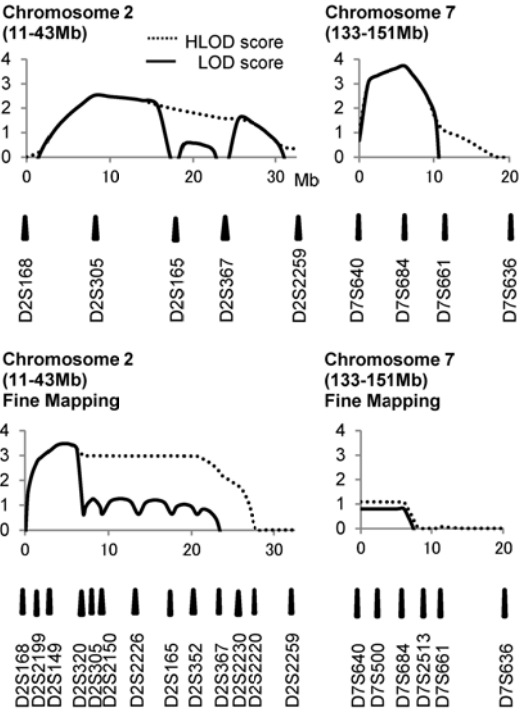 Chromosome 2
(11-43Mb)
HLOD score
LOD score
4
3
2
1
0
0
10
20
30
Mb
D2S168
D2S305
D2S165
D2S367
D2S2259
Chromosome 7
(133-151Mb)
4
3
2
1
0
0
10
20
D7S640
D7S684
D7S661
D7S636
Chromosome 2
(11-43Mb)
Fine Mapping
4
3
2
1
0
0
10
20
30
D2S168
D2S2199
D2S149
D2S320
D2S305
D2S2150
D2S2226
D2S165
D2S352
D2S367
D2S2230
D2S2220
D2S2259
Chromosome 7
(133-151Mb)
Fine Mapping
4
3
2
1
0
0
10
20
D7S640
D7S500
D7S684
D7S2513
D7S661
D7S636